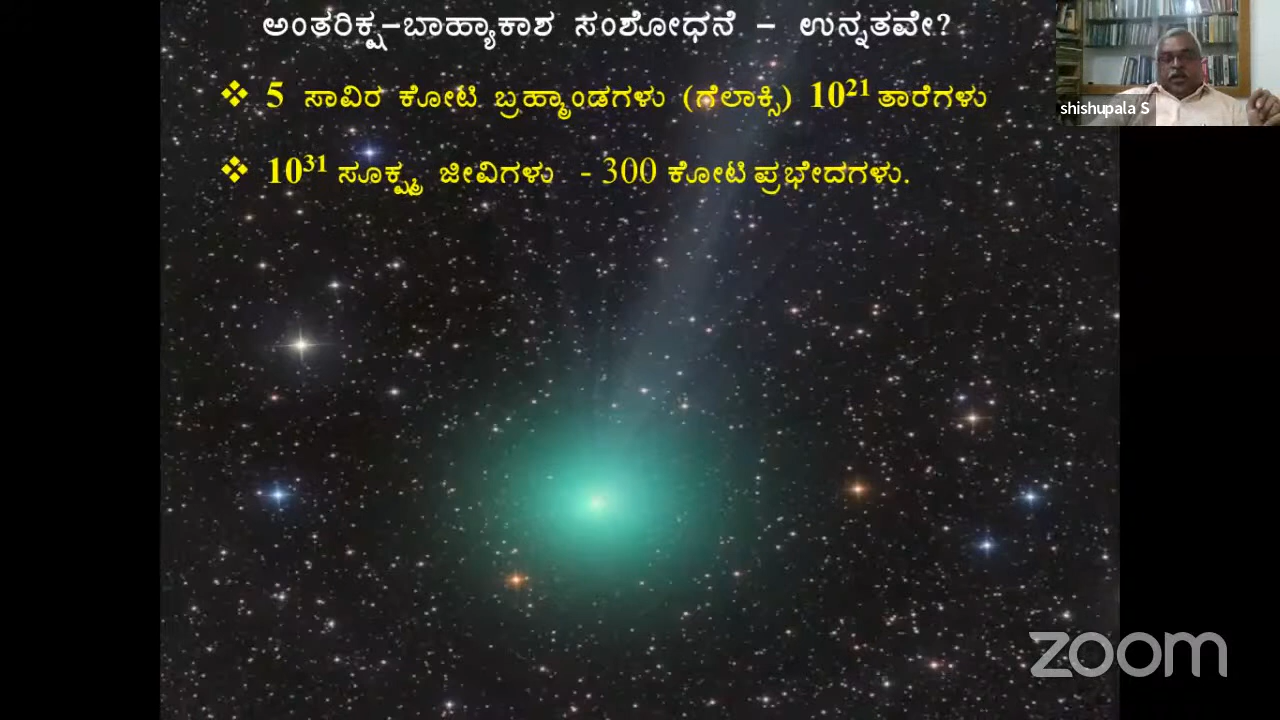 ಅಂತರಿಕ್ಷ–ಬಾಹ್ಯಾಕಾಶ ಸಂಶೋಧನೆ – ಉನ್ನತವೇ?
❖ 5 ಸಾವಿರ ಕೋಟಿ ಬ್ರಹ್ಮಾಂಡಗಳು (ಗೆಲಾಕ್ಸಿ) 10²¹ ತಾರೆಗಳು
❖ 10³¹ ಸೂಕ್ಷ್ಮ ಜೀವಿಗಳು - 300 ಕೋಟಿ ಪ್ರಭೇದಗಳು.
shishupala S
zoom